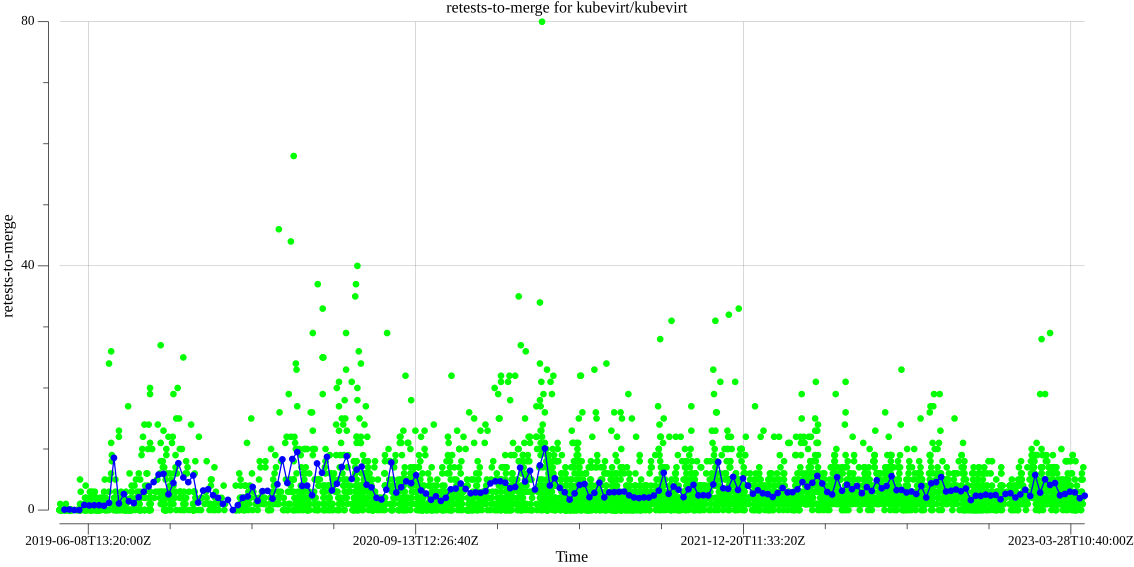 retests-to-merge for kubevirt/kubevirt
80
40
0
retests-to-merge
2019-06-08T13:20:00Z
2020-09-13T12:26:40Z
2021-12-20T11:33:20Z
2023-03-28T10:40:00Z
Time